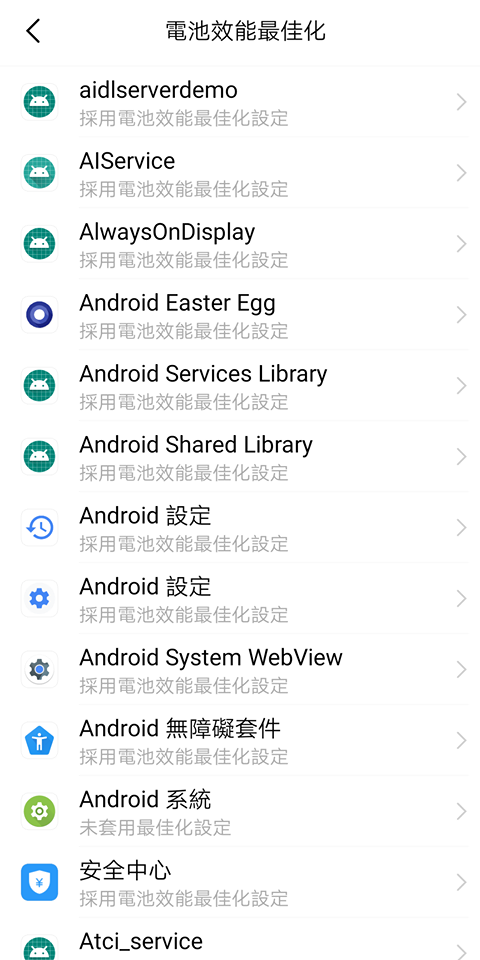 電池效能最佳化
aidlserverdemo
採用電池效能最佳化設定
AIService
採用電池效能最佳化設定
AlwaysOnDisplay
採用電池效能最佳化設定
Android Easter Egg
採用電池效能最佳化設定
Android Services Library
採用電池效能最佳化設定
Android Shared Library
採用電池效能最佳化設定
Android 設定
採用電池效能最佳化設定
Android 設定
採用電池效能最佳化設定
Android System WebView
採用電池效能最佳化設定
Android 無障礙套件
採用電池效能最佳化設定
Android 系統
未套用最佳化設定
安全中心
採用電池效能最佳化設定
Atci_service